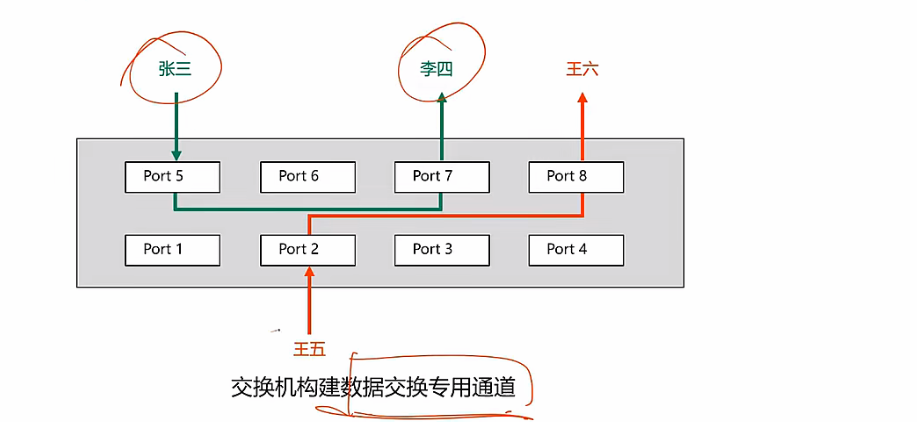 张三
李四
王六
Port 5
Port 6
Port 7
Port 8
Port 1
Port 2
Port 3
Port 4
王五
交换机构建数据交换专用通道